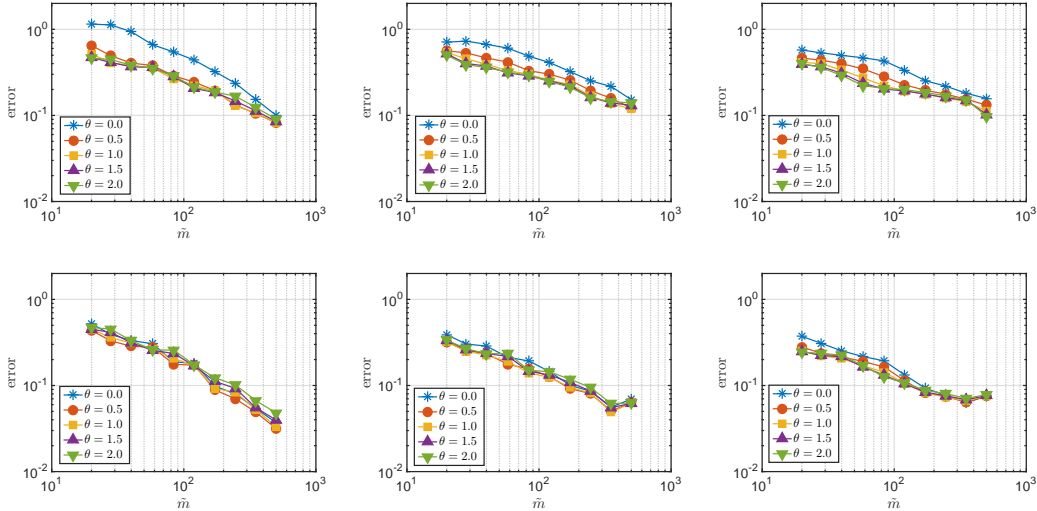 10^0
10^-1
10^-2
error
θ = 0.0
θ = 0.5
θ = 1.0
θ = 1.5
θ = 2.0
10^1
10^2
10^3
m̃
10^0
10^-1
10^-2
error
θ = 0.0
θ = 0.5
θ = 1.0
θ = 1.5
θ = 2.0
10^1
10^2
10^3
m̃
10^0
10^-1
10^-2
error
θ = 0.0
θ = 0.5
θ = 1.0
θ = 1.5
θ = 2.0
10^1
10^2
10^3
m̃
10^0
10^-1
10^-2
error
θ = 0.0
θ = 0.5
θ = 1.0
θ = 1.5
θ = 2.0
10^1
10^2
10^3
m̃
10^0
10^-1
10^-2
error
θ = 0.0
θ = 0.5
θ = 1.0
θ = 1.5
θ = 2.0
10^1
10^2
10^3
m̃
10^0
10^-1
10^-2
error
θ = 0.0
θ = 0.5
θ = 1.0
θ = 1.5
θ = 2.0
10^1
10^2
10^3
m̃